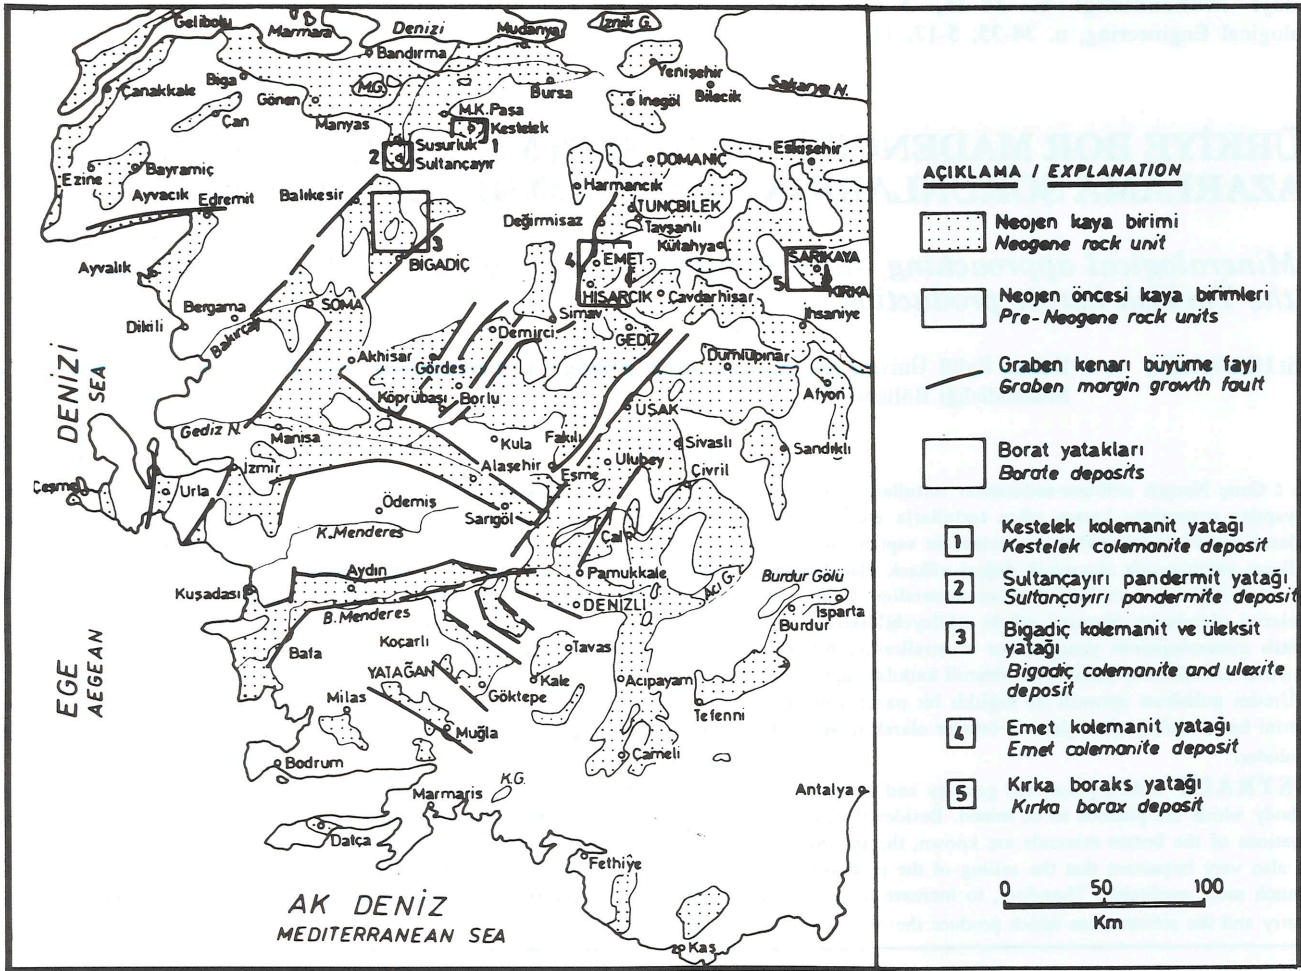 Gelibolu
Marmara
Denizi
Mudanya
İznik G.
Bandırma
Çanakkale
Biga
M.G.
Gönen
Bursa
Yenişehir
Bilecik
Sakarya N.
İnegöl
Çan
Manyas
M.K.Paşa
Kestelek
1
Susurluk
2
Sultançayır
DOMANİÇ
Eskişehir
Ezine
Bayramiç
Ayvacık
Edremit
Balıkesir
Harmancık
TUNÇBİLEK
Değirmisaz
Tavşanlı
Kütahya
3
BİGADİÇ
4
EMET
SARIKAYA
5
KIRKA
Ayvalık
Bergama
SOMA
HİSARCIK
Çavdarhisar
Simav
İhsaniye
Dikili
Bakırçay
Demirci
GEDİZ
Akhisar
Gördes
Dumlupınar
Afyon
Köprübaşı
Borlu
UŞAK
Gediz N.
Manisa
Kula
Fakılı
Sivaslı
Sandıklı
İzmir
Alaşehir
Eşme
Ulubey
Çivril
Çeşme
Urla
Ödemiş
Sarıgöl
K.Menderes
Çal
Aydın
Pamukkale
Acı G.
Burdur Gölü
Kuşadası
B.Menderes
DENİZLİ
Isparta
Burdur
Koçarlı
Bafa
Tavas
YATAĞAN
Kale
Acıpayam
Göktepe
Tefenni
Milas
Muğla
Çameli
Bodrum
K.G.
Marmaris
Antalya
Datça
Fethiye
Kaş
DENİZİ
SEA
EGE
AEGEAN
AK DENİZ
MEDITERRANEAN SEA
AÇIKLAMA / EXPLANATION
Neojen kaya birimi
Neogene rock unit
Neojen öncesi kaya birimleri
Pre-Neogene rock units
Graben kenarı büyüme fayı
Graben margin growth fault
Borat yatakları
Borate deposits
1
Kestelek kolemanit yatağı
Kestelek colemanite deposit
2
Sultançayırı pandermit yatağı
Sultançayırı pandermite deposit
3
Bigadiç kolemanit ve üleksit
yatağı
Bigadiç colemanite and ulexite
deposit
4
Emet kolemanit yatağı
Emet colemanite deposit
5
Kırka boraks yatağı
Kırka borax deposit
0 50 100
Km
ological Engineering, n. 34-35, 5-17.